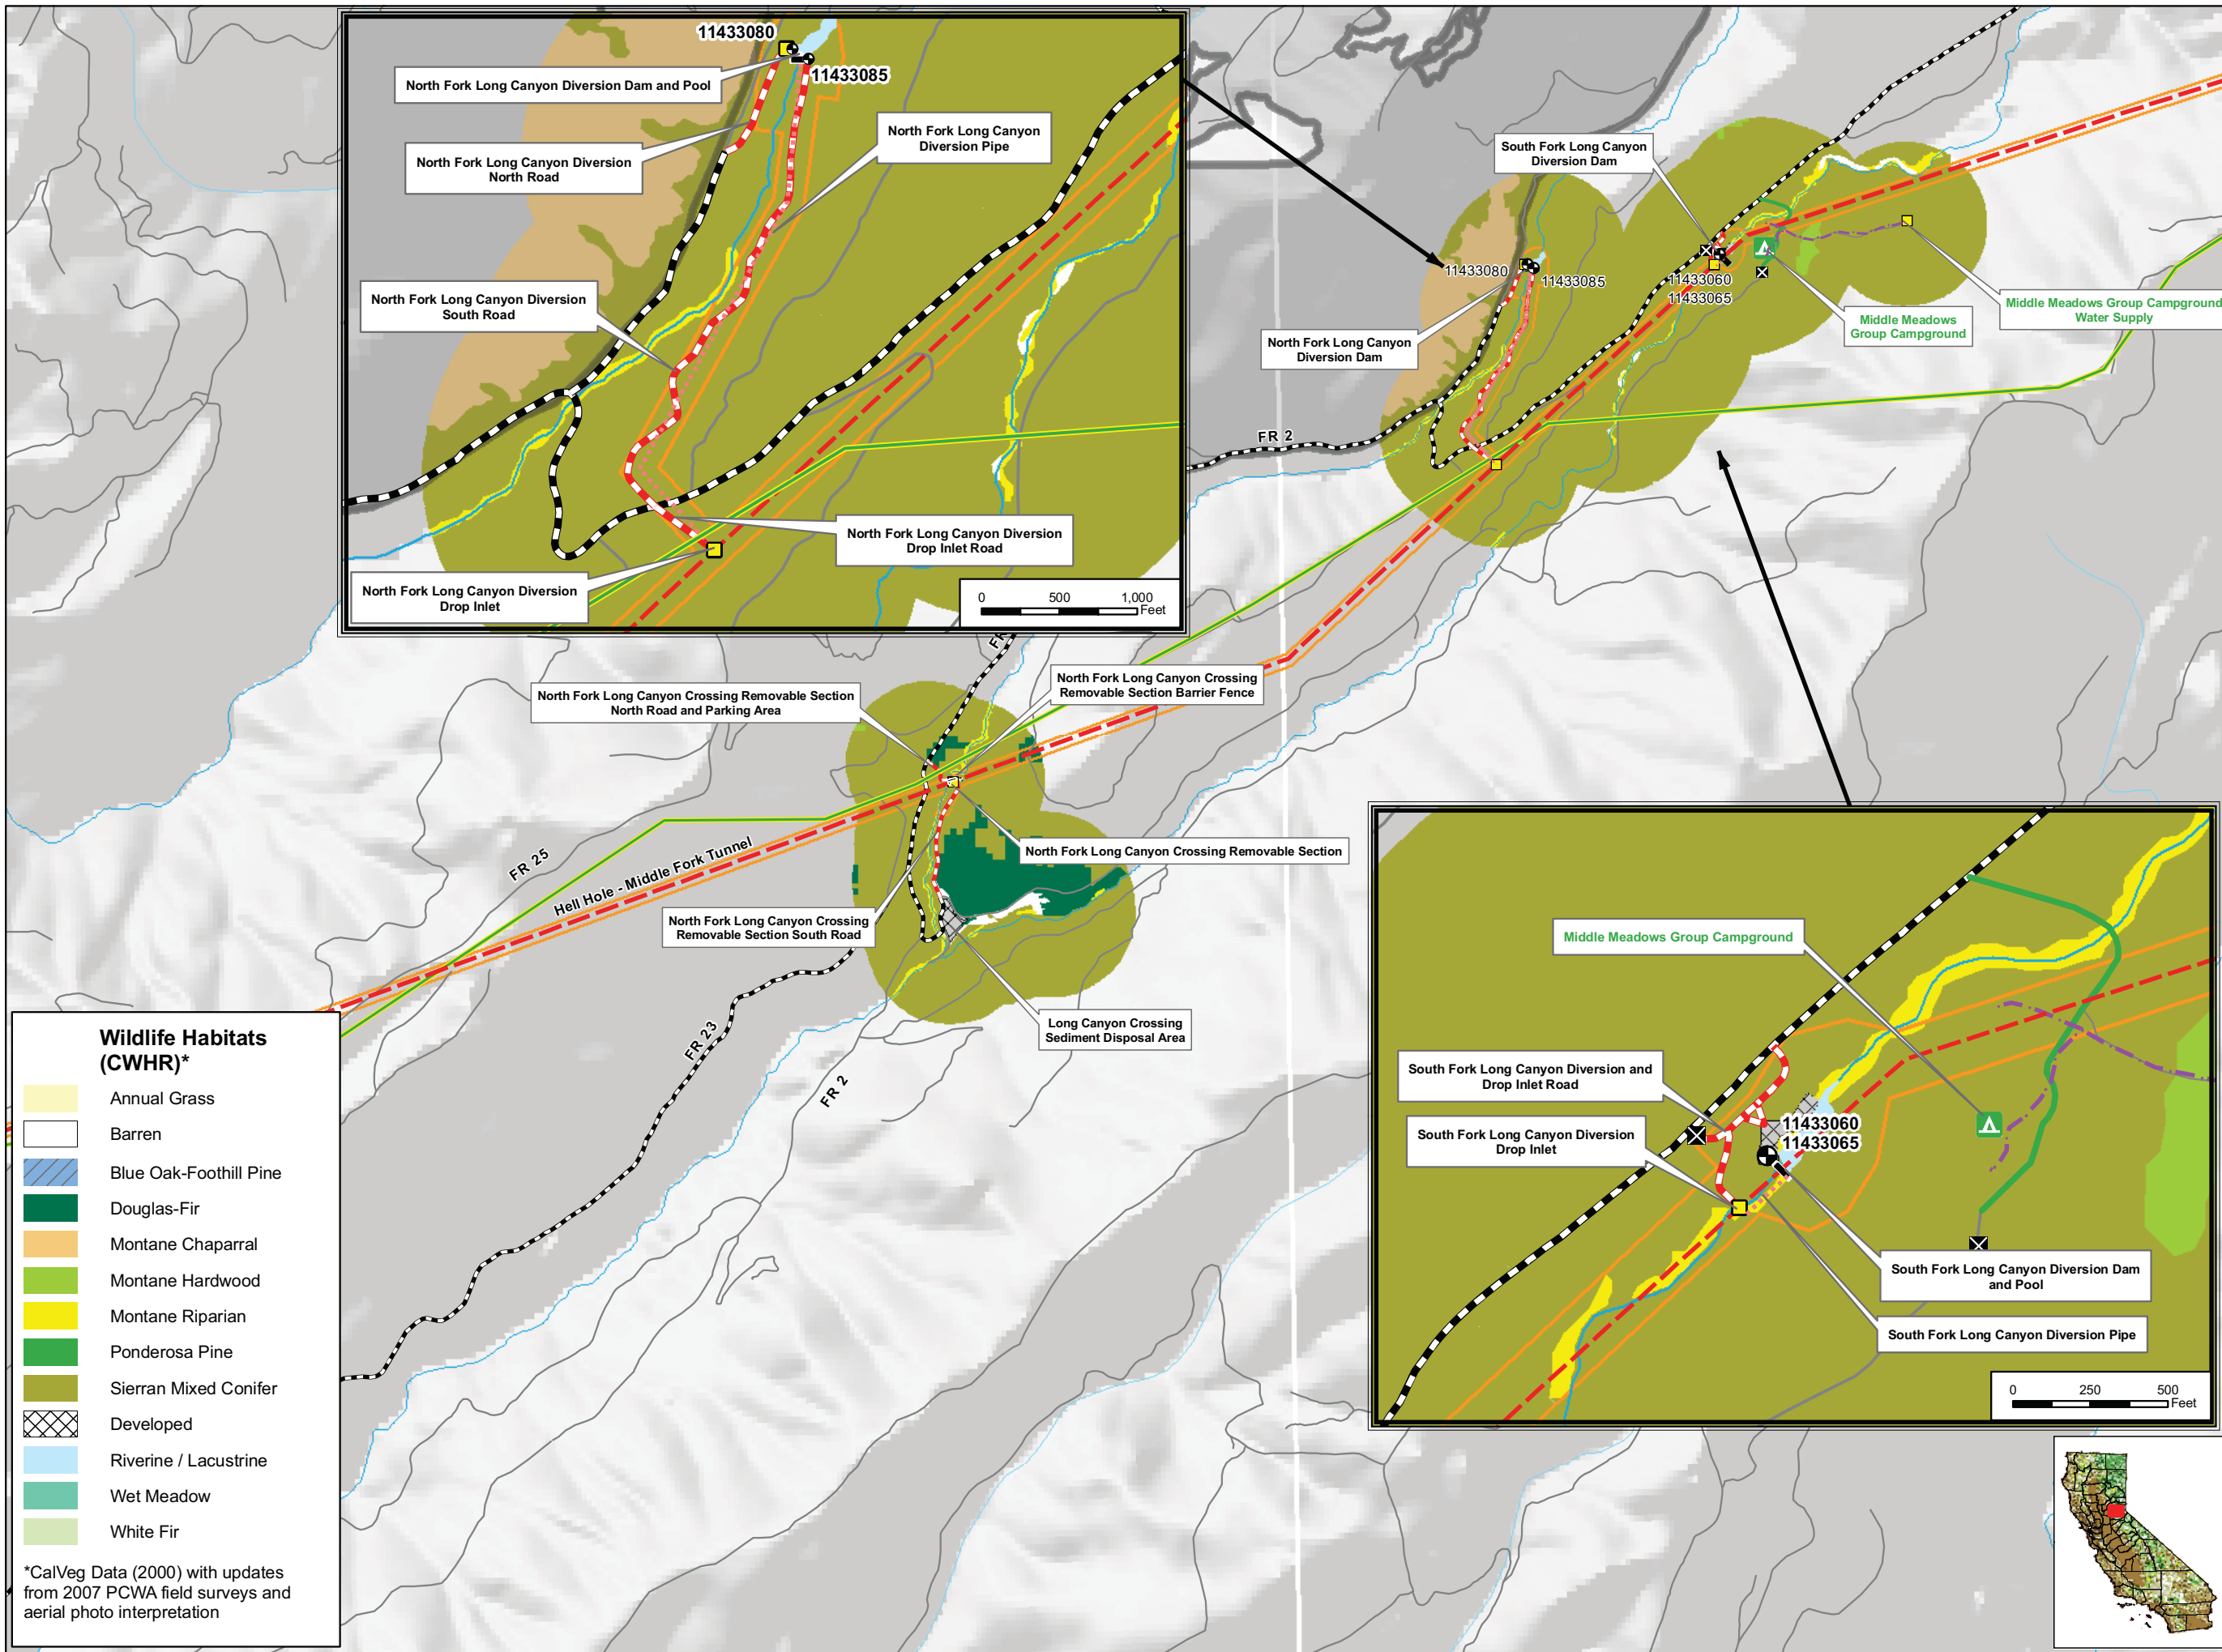 11433080
North Fork Long Canyon Diversion Dam and Pool
11433085
North Fork Long Canyon
Diversion Pipe
North Fork Long Canyon Diversion
North Road
North Fork Long Canyon Diversion
South Road
North Fork Long Canyon Diversion
Drop Inlet Road
North Fork Long Canyon Diversion
Drop Inlet
0 500 1,000
Feet
South Fork Long Canyon
Diversion Dam
11433080
11433085
11433060
11433065
Middle Meadows Group Campground
Water Supply
Middle Meadows
Group Campground
North Fork Long Canyon
Diversion Dam
FR 2
FR
North Fork Long Canyon Crossing Removable Section
North Road and Parking Area
North Fork Long Canyon Crossing
Removable Section Barrier Fence
North Fork Long Canyon Crossing Removable Section
FR 25
Hell Hole - Middle Fork Tunnel
North Fork Long Canyon Crossing
Removable Section South Road
Long Canyon Crossing
Sediment Disposal Area
FR 23
FR 2
Middle Meadows Group Campground
South Fork Long Canyon Diversion and
Drop Inlet Road
11433060
11433065
South Fork Long Canyon Diversion
Drop Inlet
South Fork Long Canyon Diversion Dam
and Pool
South Fork Long Canyon Diversion Pipe
0 250 500
Feet
Wildlife Habitats
(CWHR)*
Annual Grass
Barren
Blue Oak-Foothill Pine
Douglas-Fir
Montane Chaparral
Montane Hardwood
Montane Riparian
Ponderosa Pine
Sierran Mixed Conifer
Developed
Riverine / Lacustrine
Wet Meadow
White Fir
*CalVeg Data (2000) with updates
from 2007 PCWA field surveys and
aerial photo interpretation